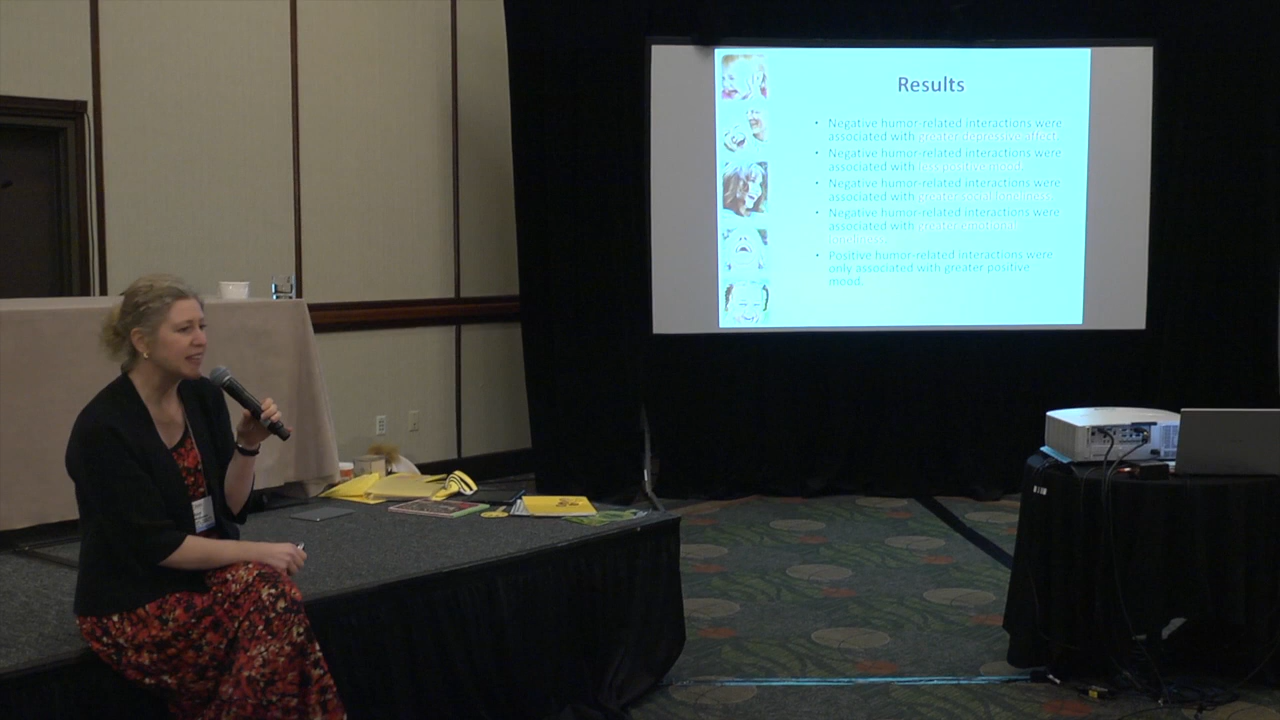 Results
• Negative humor-related interactions were
associated with greater depressive affect.
• Negative humor-related interactions were
associated with less positive mood.
• Negative humor-related interactions were
associated with greater social loneliness.
• Negative humor-related interactions were
associated with greater emotional
loneliness.
• Positive humor-related interactions were
only associated with greater positive
mood.